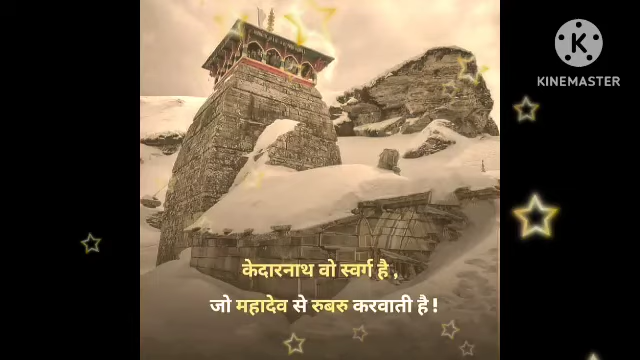 KINEMASTER
केदारनाथ वो स्वर्ग है ,
जो महादेव से रुबरु करवाती है !